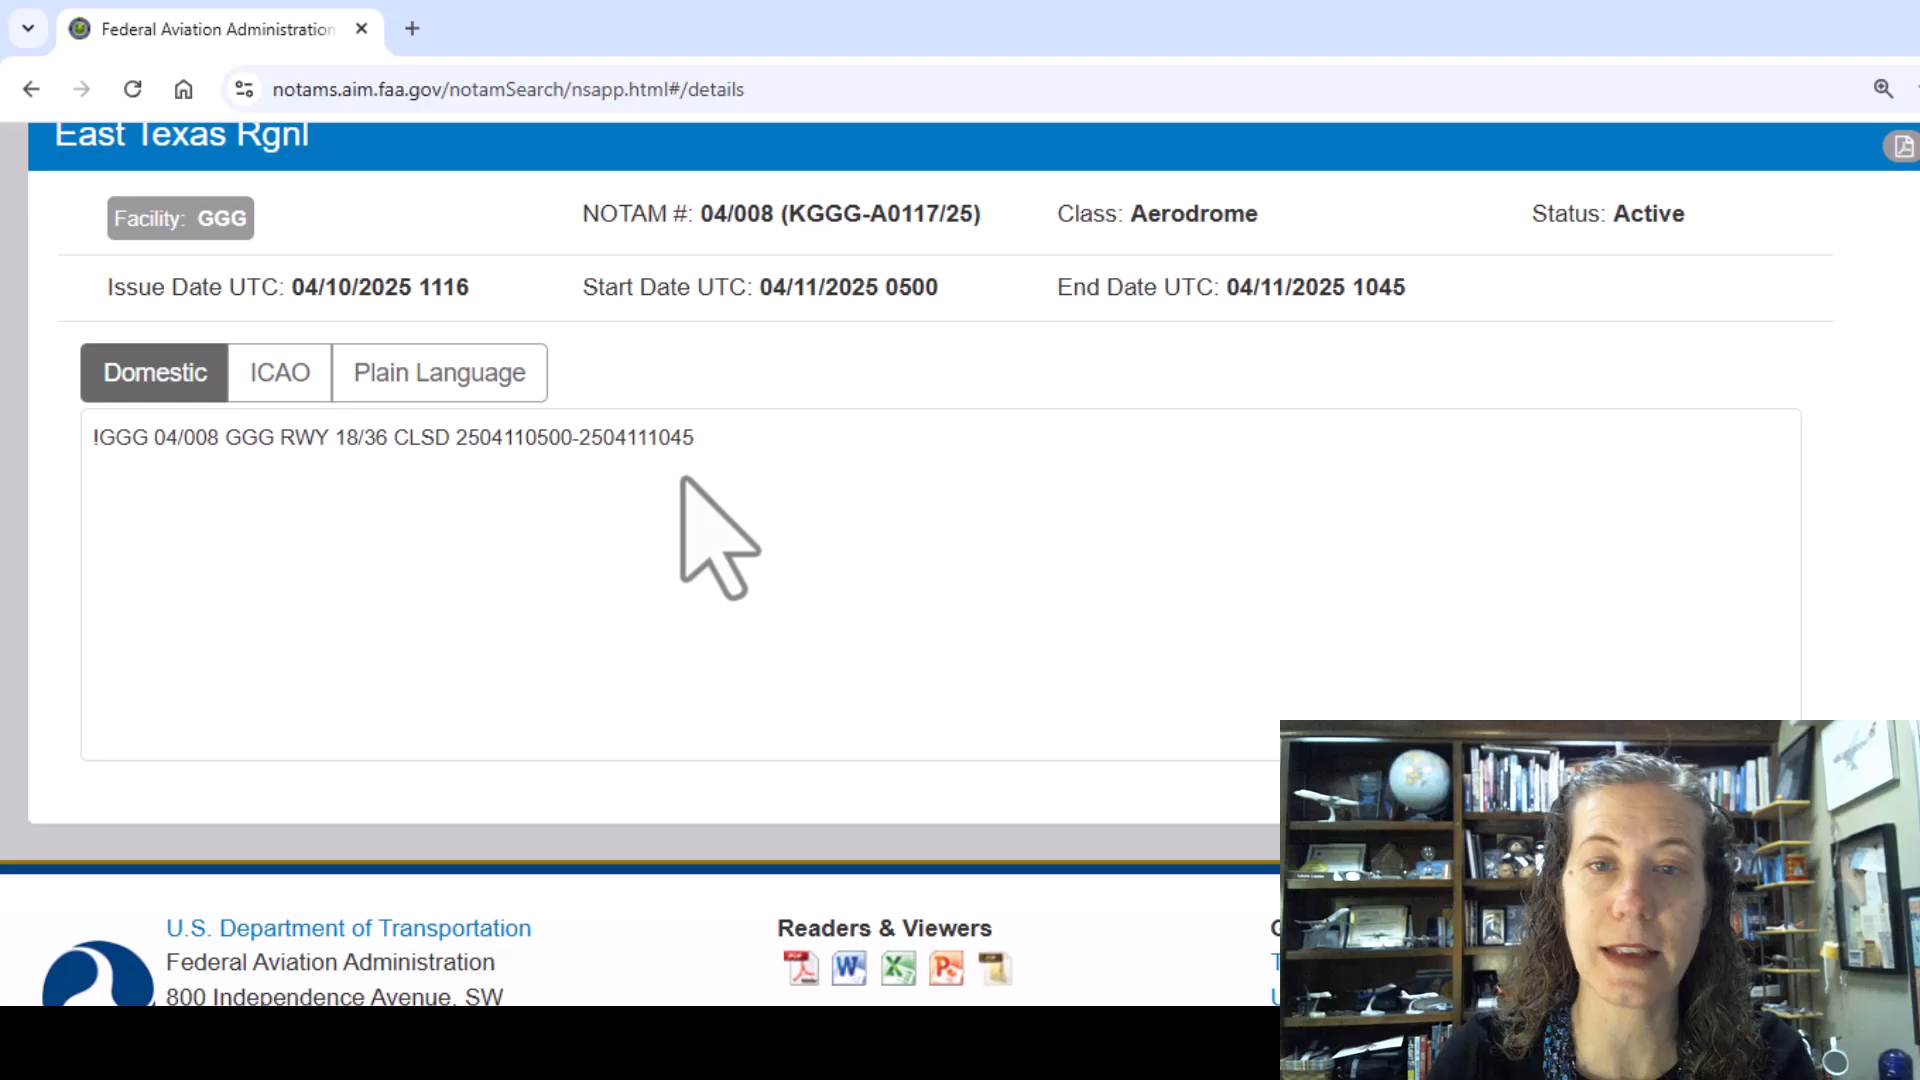 Federal Aviation Administration
notams.aim.faa.gov/notamSearch/nsapp.html#/details
East Texas Rgnl
Facility: GGG
NOTAM #: 04/008 (KGGG-A0117/25)
Class: Aerodrome
Status: Active
Issue Date UTC: 04/10/2025 1116
Start Date UTC: 04/11/2025 0500
End Date UTC: 04/11/2025 1045
Domestic
ICAO
Plain Language
!GGG 04/008 GGG RWY 18/36 CLSD 2504110500-2504111045
U.S. Department of Transportation
Federal Aviation Administration
800 Independence Avenue, SW
Readers & Viewers